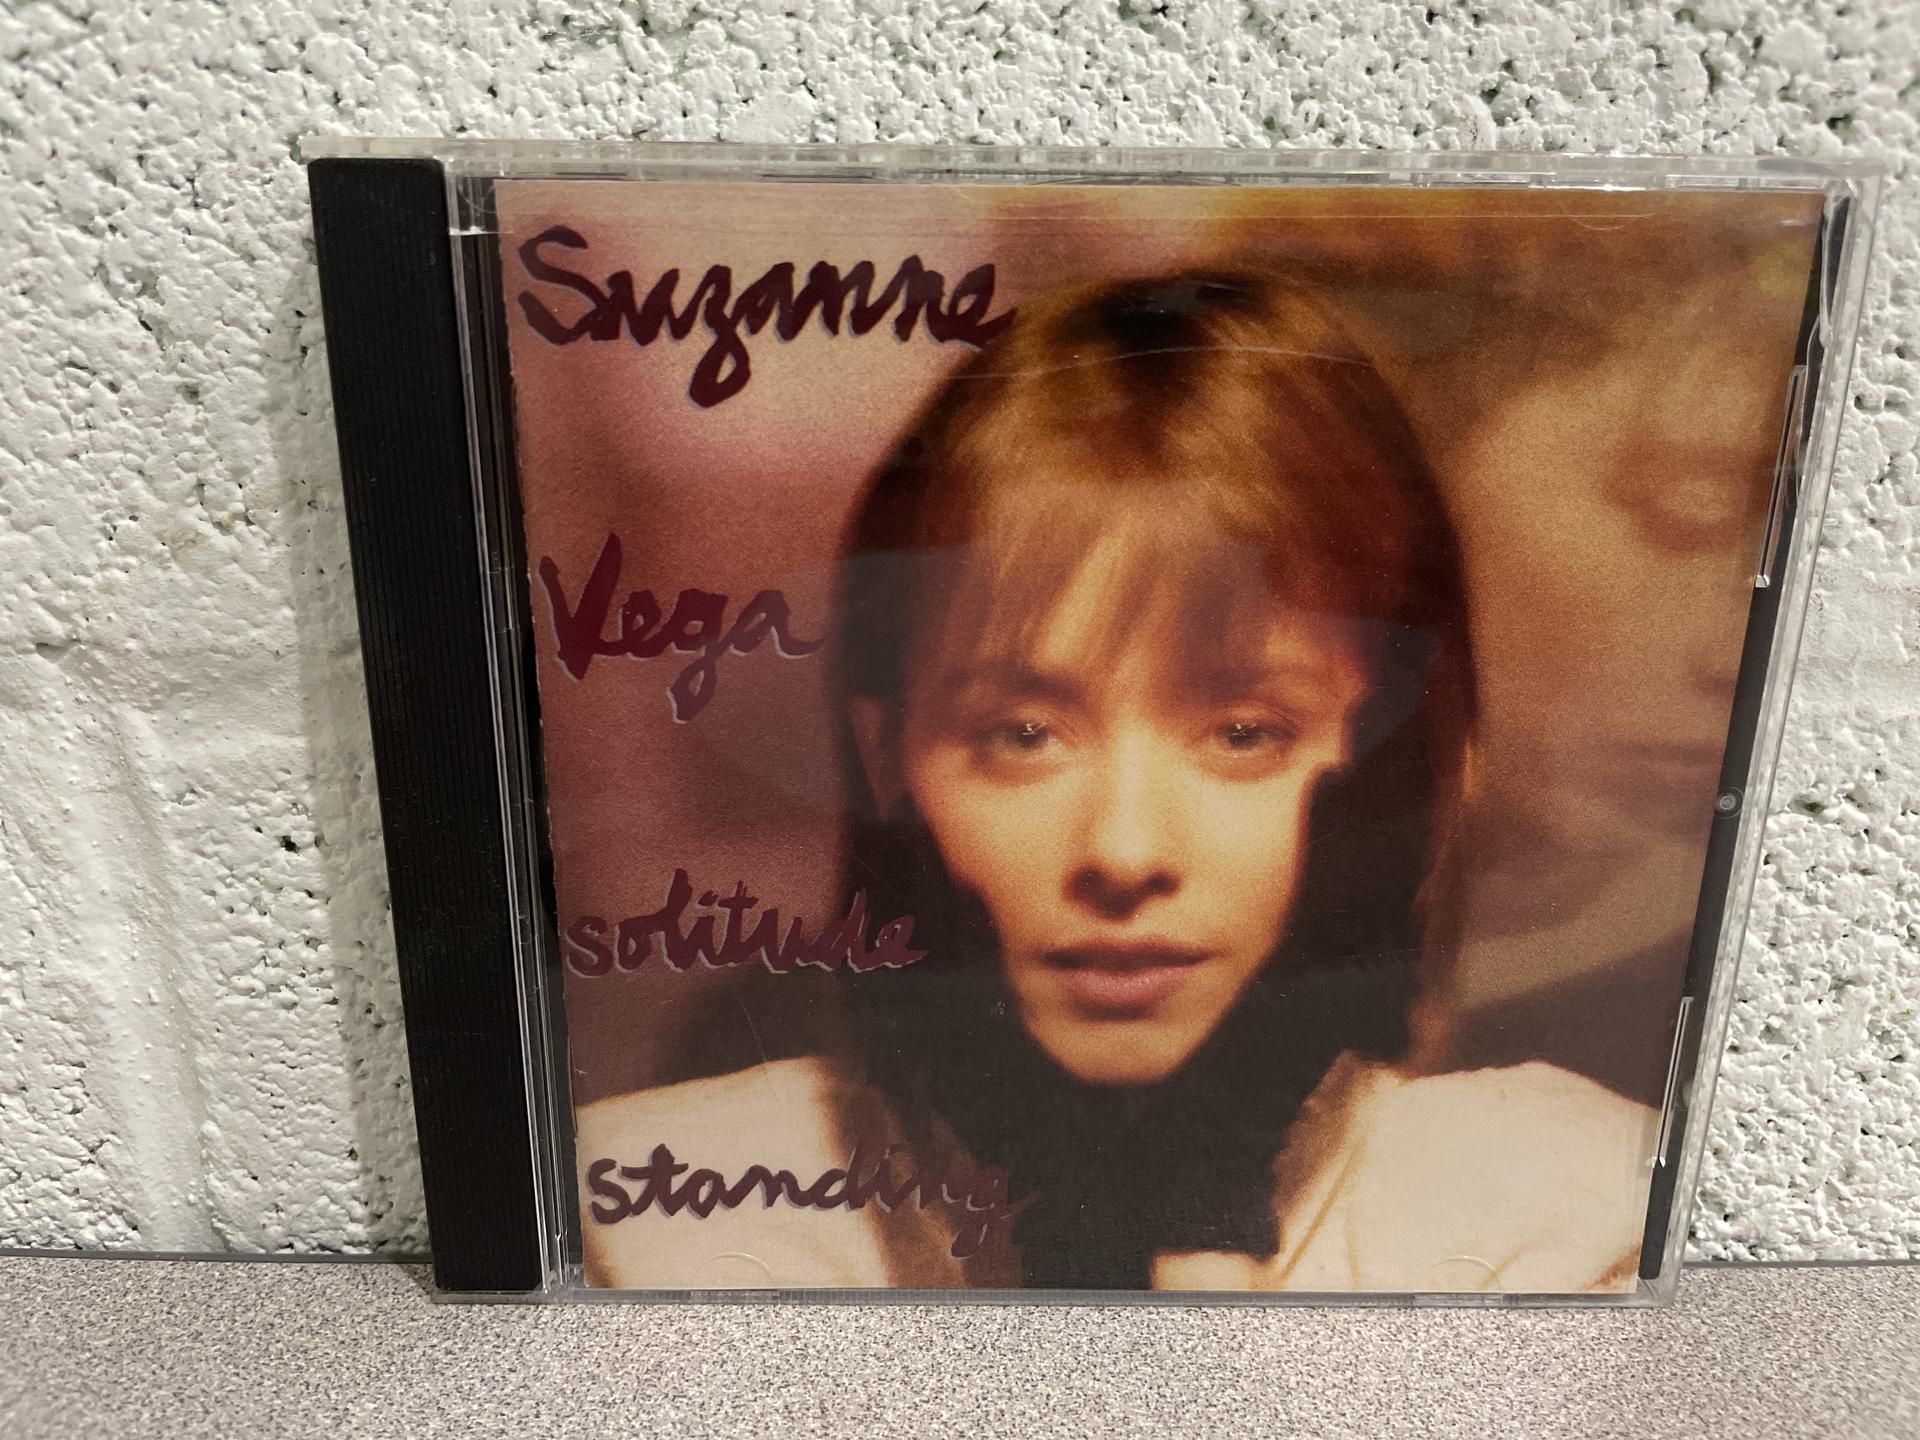 Suzanne
Vega
solitude
standing